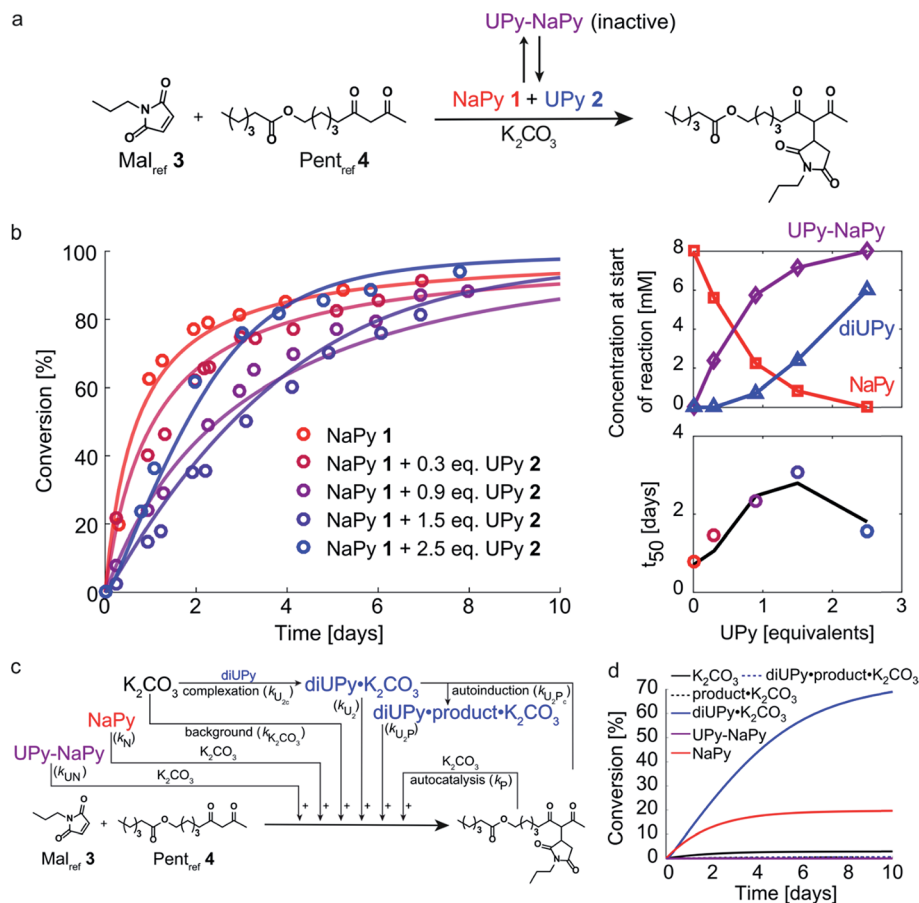 a
UPy-NaPy (inactive)
NaPy 1 + UPy 2
K2CO3
Malref 3
+
Pentref 4
b
Conversion [%]
100
80
60
40
20
0
0 2 4 6 8 10
Time [days]
NaPy 1
NaPy 1 + 0.3 eq. UPy 2
NaPy 1 + 0.9 eq. UPy 2
NaPy 1 + 1.5 eq. UPy 2
NaPy 1 + 2.5 eq. UPy 2
UPy-NaPy
diUPy
NaPy
Concentration at start
of reaction [mM]
8
6
4
2
0
t50 [days]
4
2
0
0 1 2 3
UPy [equivalents]
c
K2CO3
diUPy
complexation (kU2c)
diUPy•K2CO3
autoinduction (kU2Pc)
(kU2)
diUPy•product•K2CO3
(kU2P)
NaPy
(kN)
background (kK2CO3)
K2CO3
UPy-NaPy
(kUN)
K2CO3
K2CO3
autocatalysis (kP)
+ + + + + +
Malref 3
+
Pentref 4
d
K2CO3
diUPy•product•K2CO3
product•K2CO3
diUPy•K2CO3
UPy-NaPy
NaPy
Conversion [%]
70
60
50
40
30
20
10
0
0 2 4 6 8 10
Time [days]